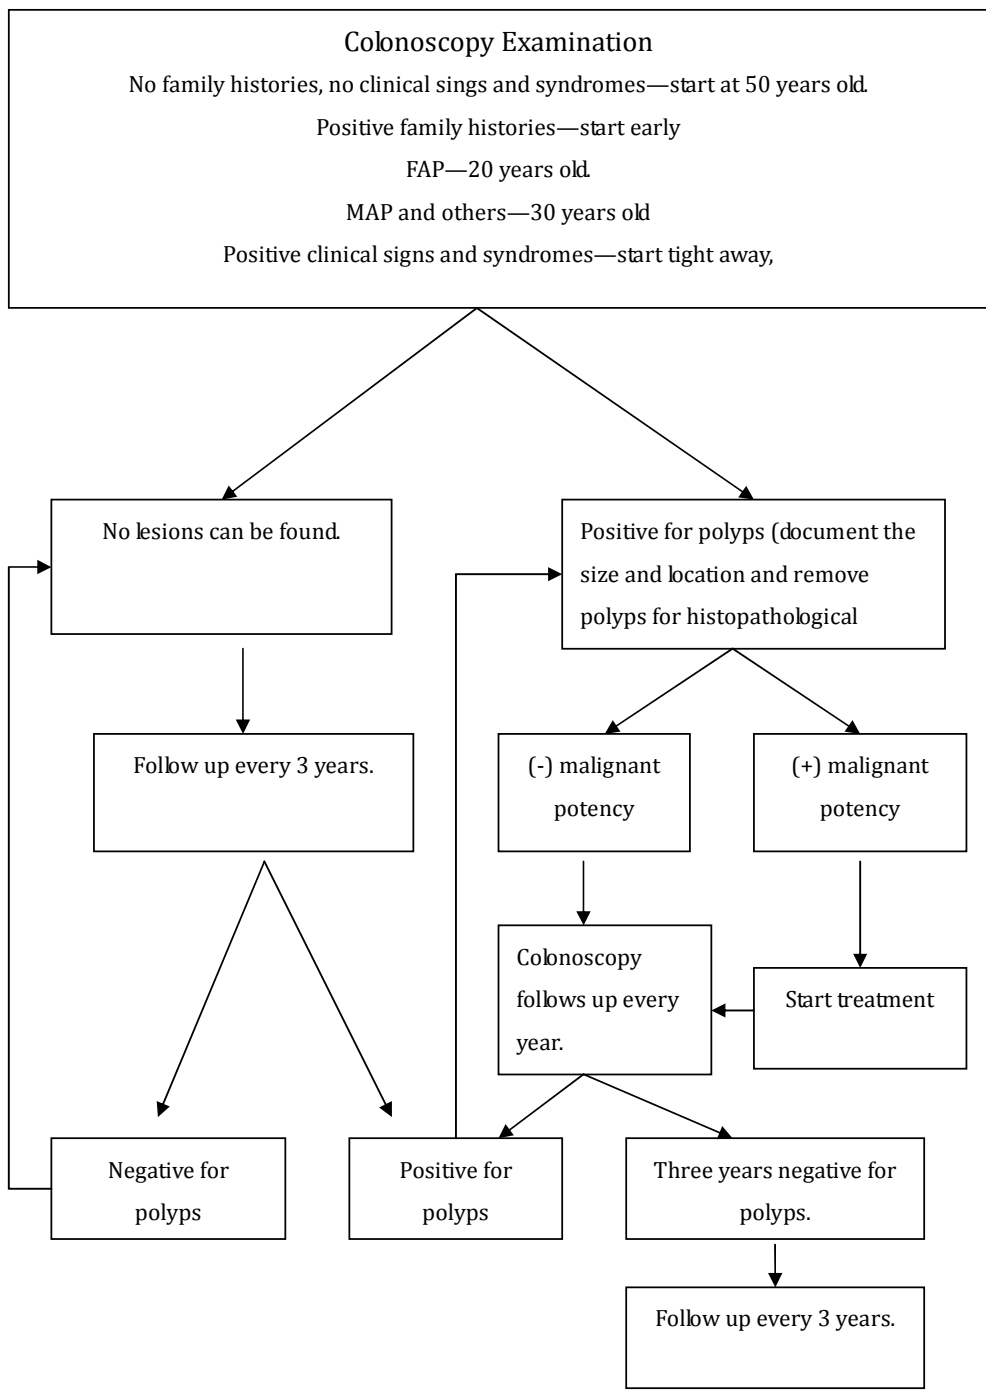 Colonoscopy Examination
No family histories, no clinical sings and syndromes—start at 50 years old.
Positive family histories—start early
FAP—20 years old.
MAP and others—30 years old
Positive clinical signs and syndromes—start tight away,
No lesions can be found.
Positive for polyps (document the
size and location and remove
polyps for histopathological
Follow up every 3 years.
(-) malignant
potency
(+) malignant
potency
Colonoscopy
follows up every
year.
Start treatment
Negative for
polyps
Positive for
polyps
Three years negative for
polyps.
Follow up every 3 years.